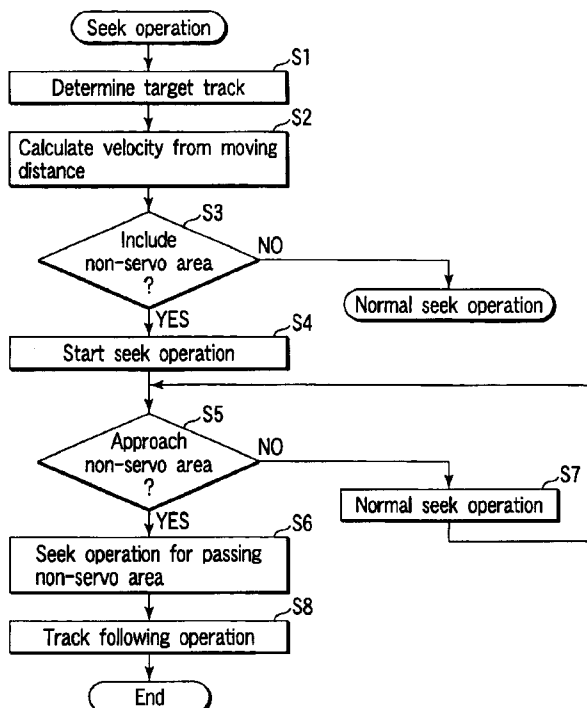 Seek operation
S1
Determine target track
S2
Calculate velocity from moving
distance
S3
Include
non-servo area
?
NO
Normal seek operation
YES
S4
Start seek operation
S5
Approach
non-servo area
?
NO
S7
Normal seek operation
YES
S6
Seek operation for passing
non-servo area
S8
Track following operation
End